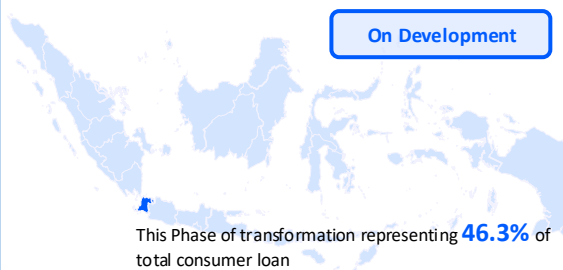 On Development
This Phase of transformation representing 46.3% of
total consumer loan